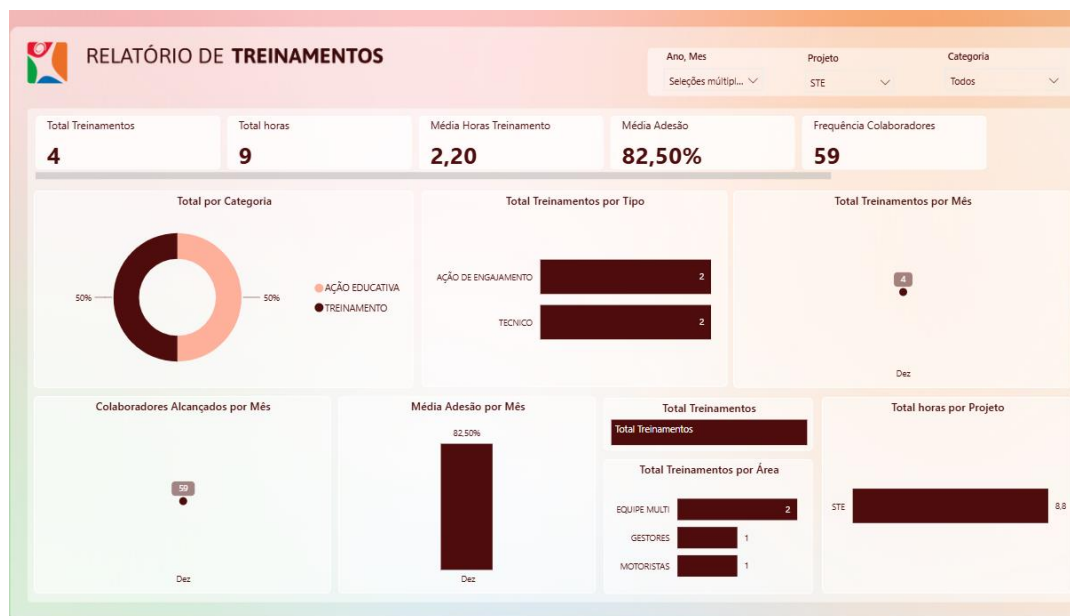 RELATÓRIO DE TREINAMENTOS
Ano, Mes
Seleções múltipl...
Projeto
STE
Categoria
Todos
Total Treinamentos
4
Total horas
9
Média Horas Treinamento
2,20
Média Adesão
82,50%
Frequência Colaboradores
59
Total por Categoria
50%
50%
AÇÃO EDUCATIVA
TREINAMENTO
Total Treinamentos por Tipo
AÇÃO DE ENGAJAMENTO
2
TECNICO
2
Total Treinamentos por Mês
4
Dez
Colaboradores Alcançados por Mês
59
Dez
Média Adesão por Mês
82,50%
Dez
Total Treinamentos
Total Treinamentos
Total Treinamentos por Área
EQUIPE MULTI
2
GESTORES
1
MOTORISTAS
1
Total horas por Projeto
STE
8,8